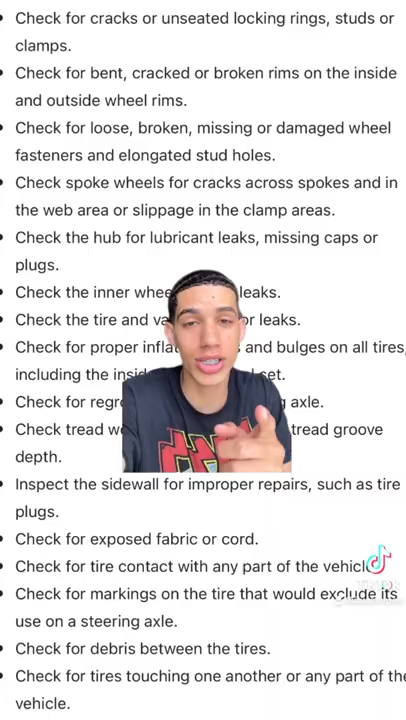 Check for cracks or unseated locking rings, studs or
clamps.
Check for bent, cracked or broken rims on the inside
and outside wheel rims.
Check for loose, broken, missing or damaged wheel
fasteners and elongated stud holes.
Check spoke wheels for cracks across spokes and in
the web area or slippage in the clamp areas.
Check the hub for lubricant leaks, missing caps or
plugs.
Check the inner leaks.
Check the tire and leaks.
Check for proper and bulges on all tires,
including the set.
Check for axle.
Check tread tread groove
depth.
Inspect the sidewall for improper repairs, such as tire
plugs.
Check for exposed fabric or cord.
Check for tire contact with any part of the
Check for markings on the tire that would exclude its
use on a steering axle.
Check for debris between the tires.
Check for tires touching one another or any part of the
vehicle.